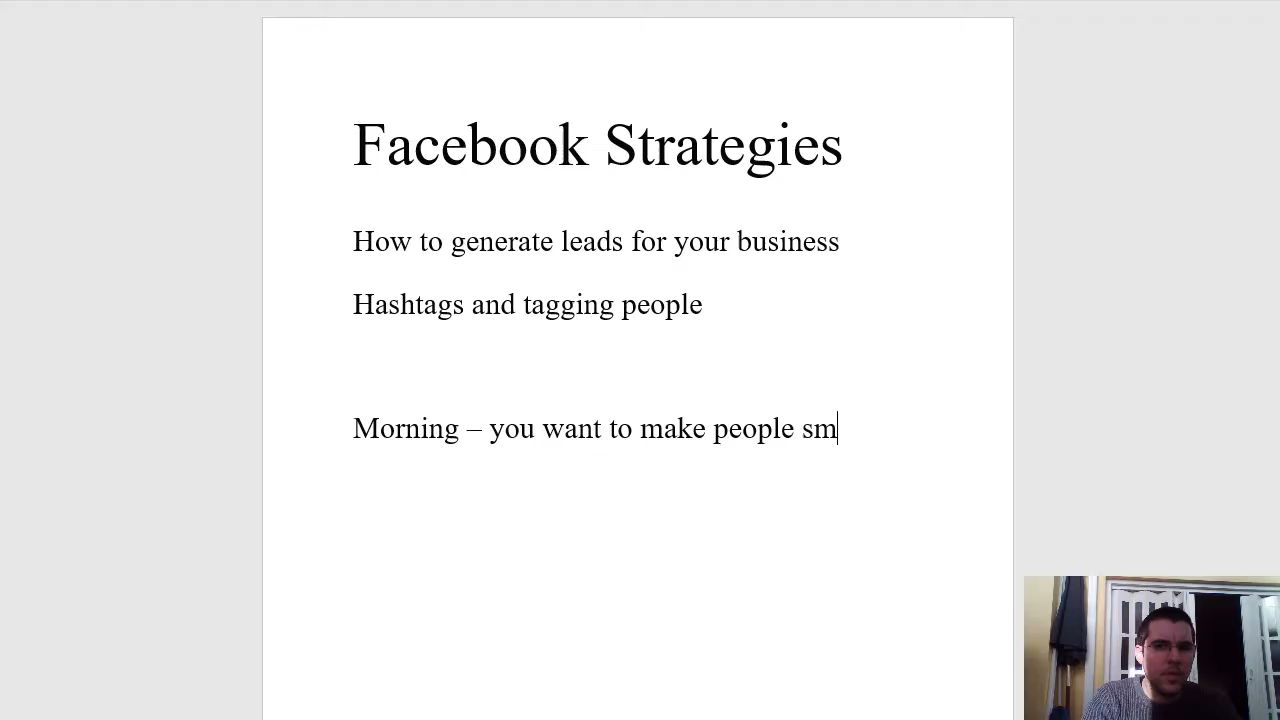 Facebook Strategies
How to generate leads for your business
Hashtags and tagging people
Morning – you want to make people sm